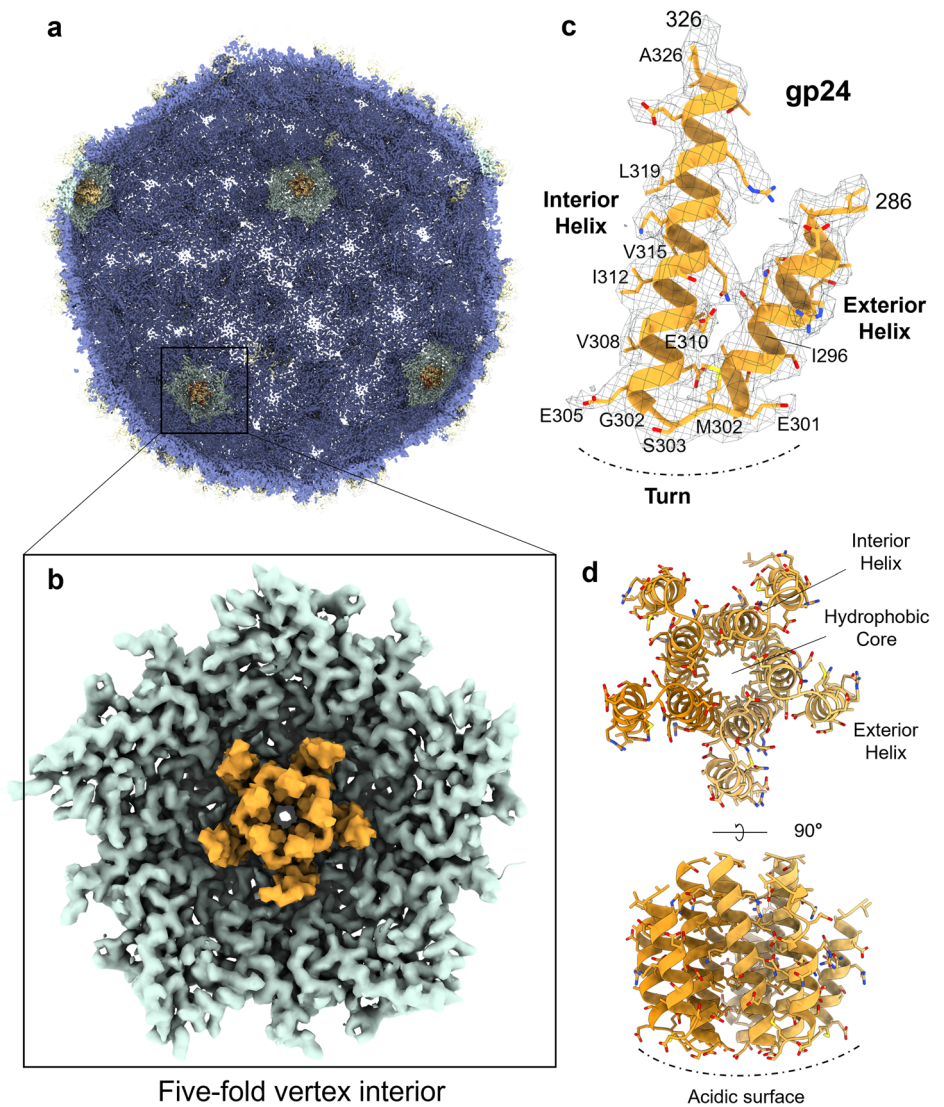 a
b
Five-fold vertex interior
c
326
A326
gp24
L319
286
Interior
Helix
V315
I312
Exterior
Helix
V308
E310
I296
E305
G302
M302
E301
S303
Turn
d
Interior
Helix
Hydrophobic
Core
Exterior
Helix
90°
Acidic surface